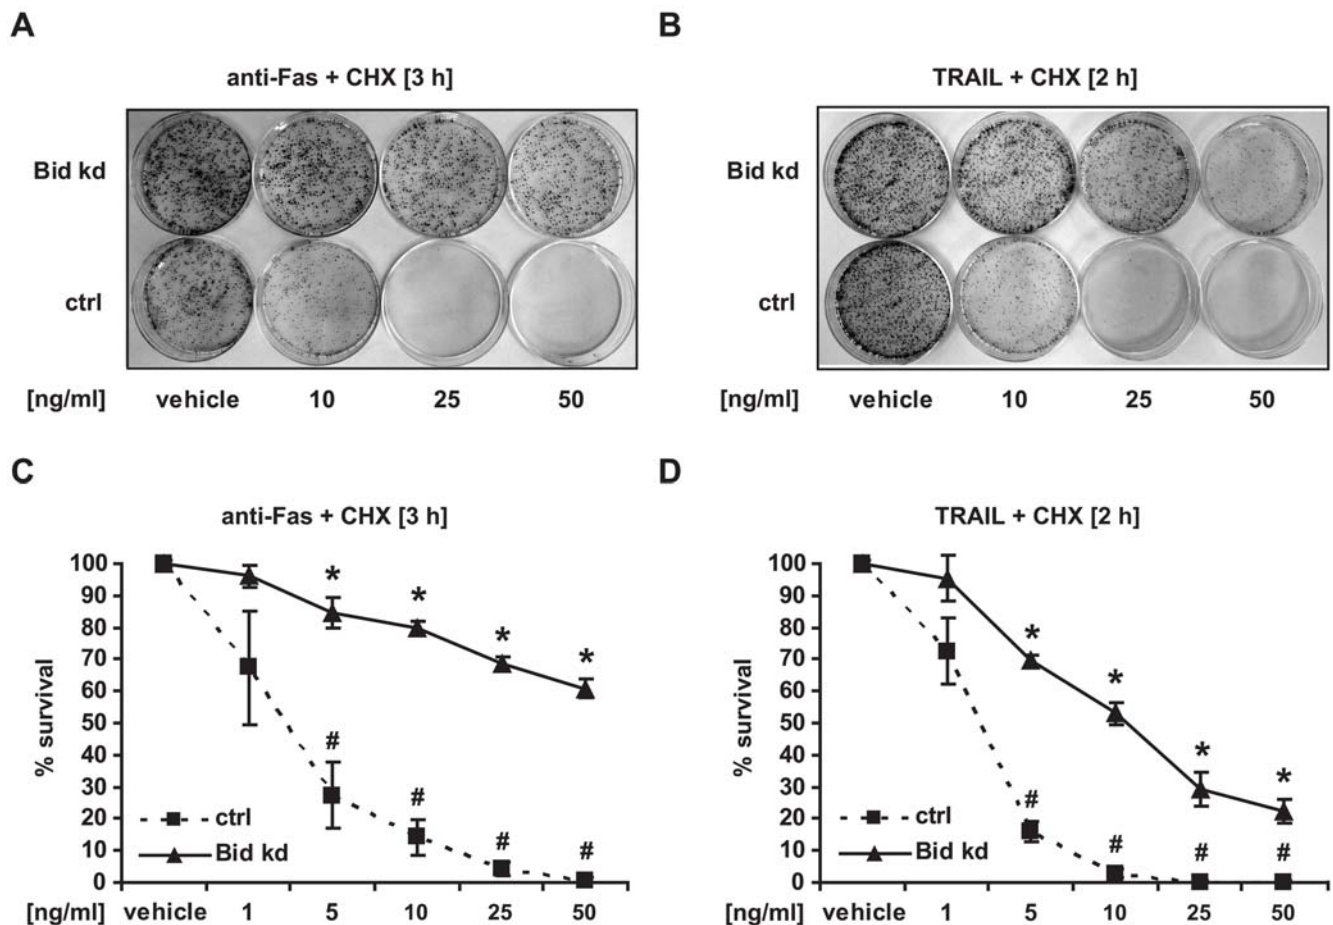 A
B
anti-Fas + CHX [3 h]
TRAIL + CHX [2 h]
Bid kd
ctrl
[ng/ml] vehicle 10 25 50
Bid kd
ctrl
[ng/ml] vehicle 10 25 50
C
anti-Fas + CHX [3 h]
% survival
100
90
80
70
60
50
40
30
20
10
0
* * * *
# # # #
ctrl
Bid kd
[ng/ml] vehicle 1 5 10 25 50
D
TRAIL + CHX [2 h]
% survival
100
90
80
70
60
50
40
30
20
10
0
* * * *
# # # #
ctrl
Bid kd
[ng/ml] vehicle 1 5 10 25 50